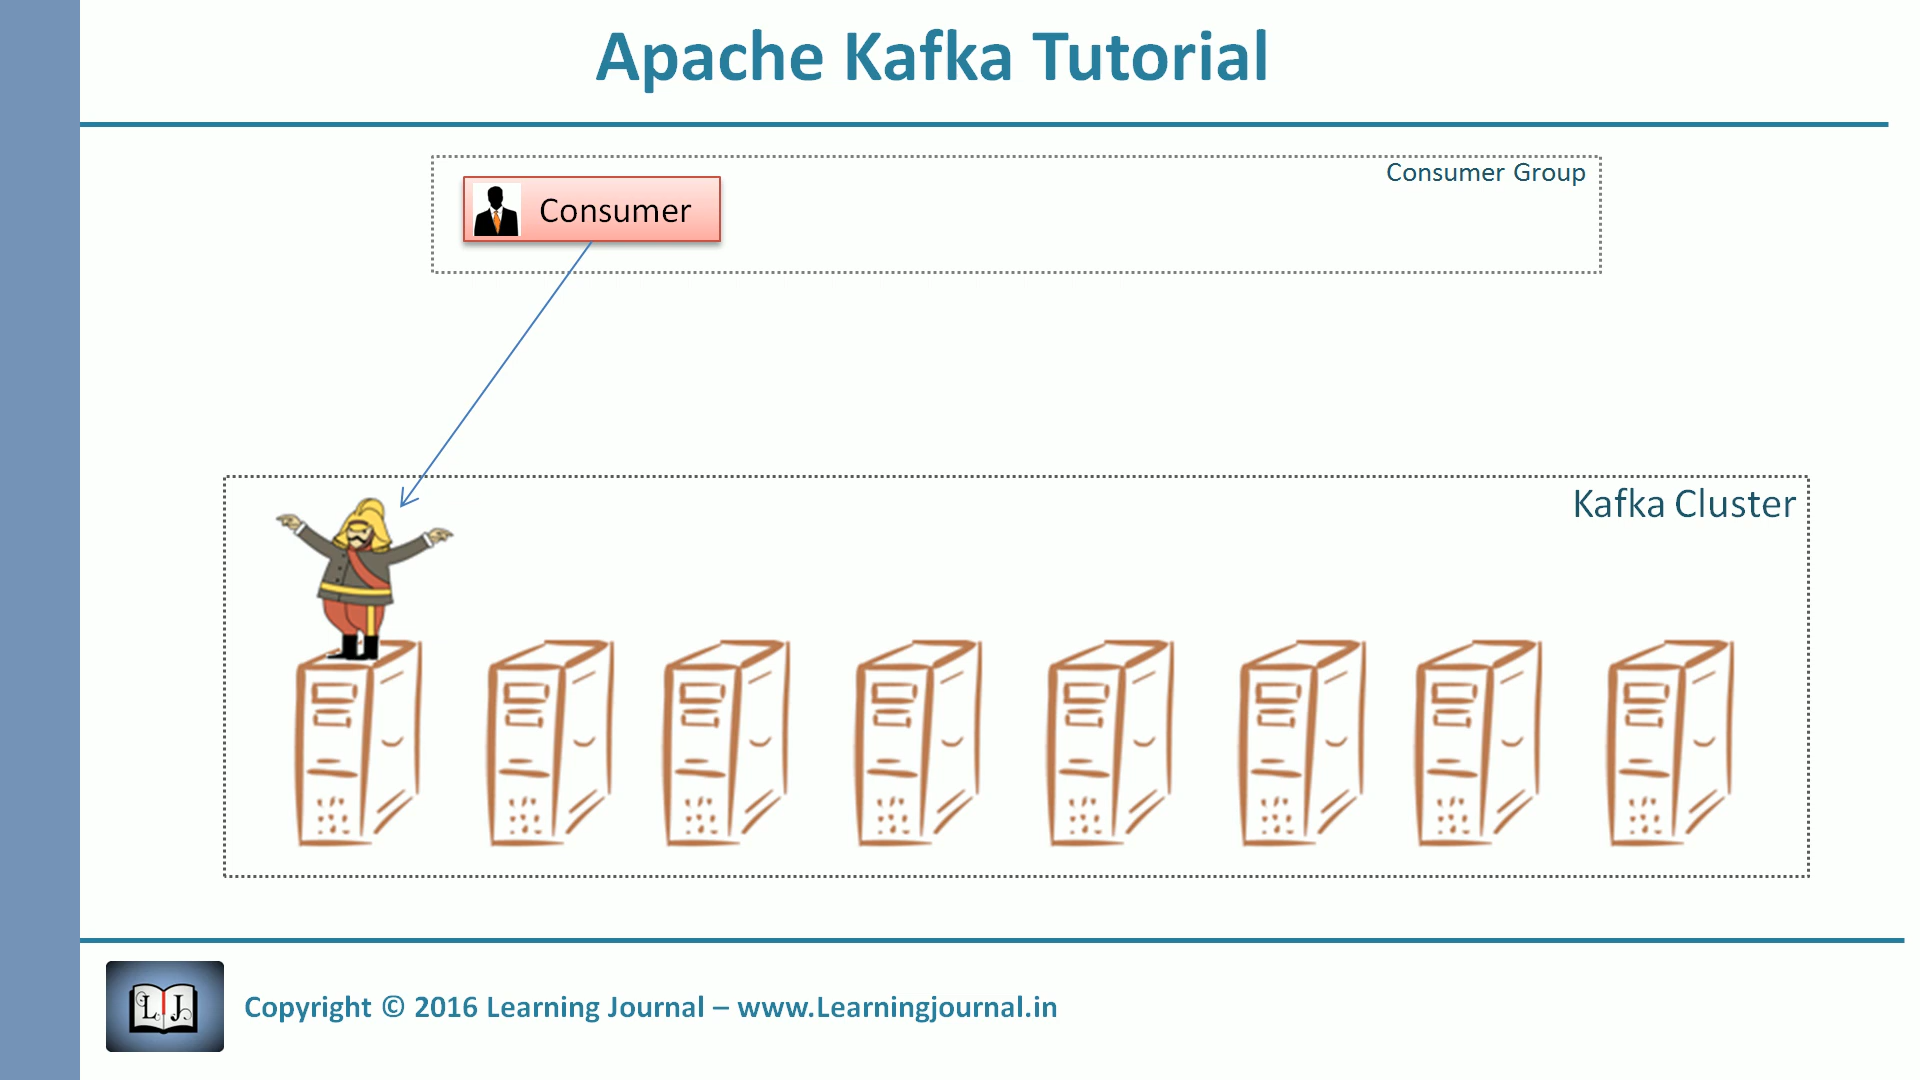 Apache Kafka Tutorial
Consumer Group
Consumer
Kafka Cluster
L J
Copyright © 2016 Learning Journal – www.Learningjournal.in